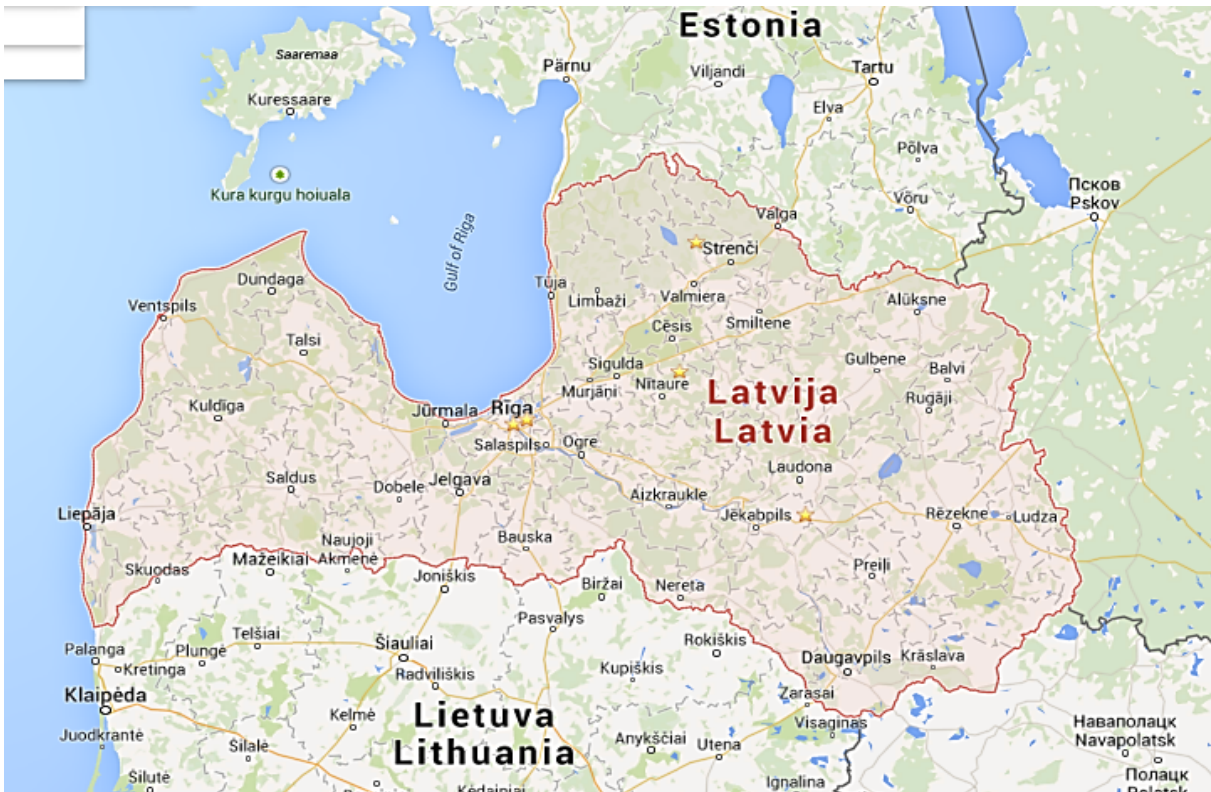 Estonia
Saaremaa
Pärnu
Viljandi
Tartu
Kuressaare
Elva
Põlva
Kura kurgu hoiuala
Псков
Pskov
Võru
Valga
Gulf of Riga
Strenči
Dundaga
Tūja
Limbaži
Valmiera
Alūksne
Ventspils
Cēsis
Smiltene
Talsi
Sigulda
Gulbene
Balvi
Murjāņi
Nītaure
Latvija
Latvia
Rugāji
Kuldīga
Jūrmala
Rīga
Salaspils
Ogre
Ļaudona
Saldus
Dobele
Jelgava
Aizkraukle
Liepāja
Jēkabpils
Rēzekne
Ludza
Naujoji
Akmenė
Bauska
Mažeikiai
Skuodas
Joniškis
Biržai
Nereta
Preiļi
Pasvalys
Telšiai
Palanga
Plungė
Šiauliai
Rokiškis
Kretinga
Kupiškis
Daugavpils
Krāslava
Radviliškis
Klaipėda
Zarasai
Lietuva
Lithuania
Kelmė
Visaginas
Juodkrantė
Šilalė
Anykščiai
Utena
Наваполацк
Navapolatsk
Šilutė
Kėdainiai
Ignalina
Полацк